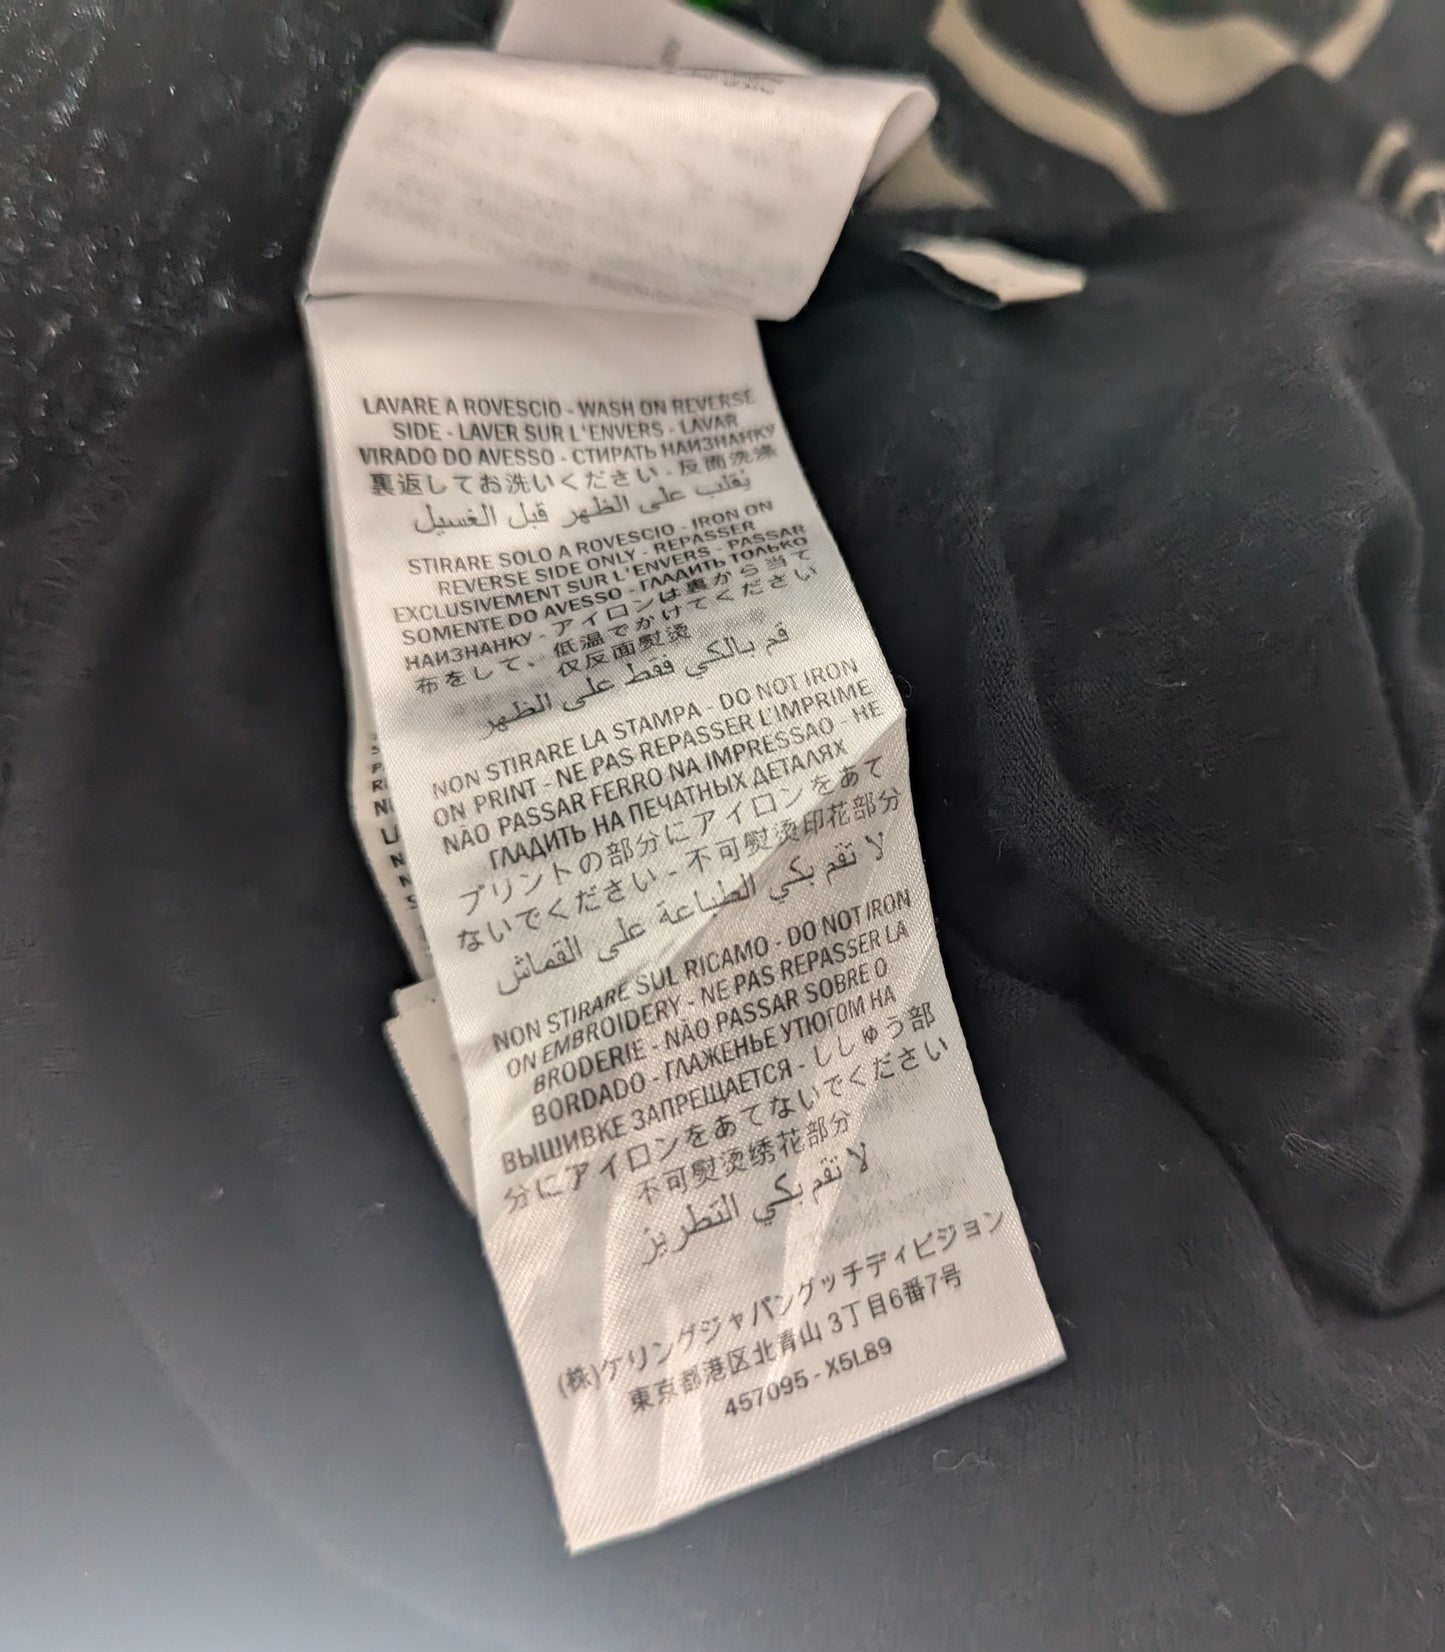 LAVARE A ROVESCIO - WASH ON REVERSE
SIDE - LAVER SUR L'ENVERS - LAVAR
VIRADO DO AVESSO - СТИРАТЬ НАИЗНАНКУ
裏返してお洗いください - 反面洗涤
يُقلب على الظهر قبل الغسيل
STIRARE SOLO A ROVESCIO - IRON ON
REVERSE SIDE ONLY - REPASSER
EXCLUSIVEMENT SUR L'ENVERS - PASSAR
SOMENTE DO AVESSO - ГЛАДИТЬ ТОЛЬКО
НАИЗНАНКУ - アイロンは裏から当て
布をして、低温でかけてください
仅反面熨烫
قم بالكي فقط على الظهر
NON STIRARE LA STAMPA - DO NOT IRON
ON PRINT - NE PAS REPASSER L'IMPRIME
NÃO PASSAR FERRO NA IMPRESSAO - НЕ
ГЛАДИТЬ НА ПЕЧАТНЫХ ДЕТАЛЯХ
プリントの部分にアイロンをあて
ないでください - 不可熨烫印花部分
لا تقم بكي الطباعة على القماش
NON STIRARE SUL RICAMO - DO NOT IRON
ON EMBROIDERY - NE PAS REPASSER LA
BRODERIE - NÃO PASSAR SOBRE O
BORDADO - ГЛАЖЕНЬЕ УТЮГОМ НА
ВЫШИВКЕ ЗАПРЕЩАЕТСЯ - ししゅう部
分にアイロンをあてないでください
不可熨烫绣花部分
لا تقم بكي التطريز
(株)ケリングジャパングッチディビジョン
東京都港区北青山 3丁目6番7号
457095 - X5L89